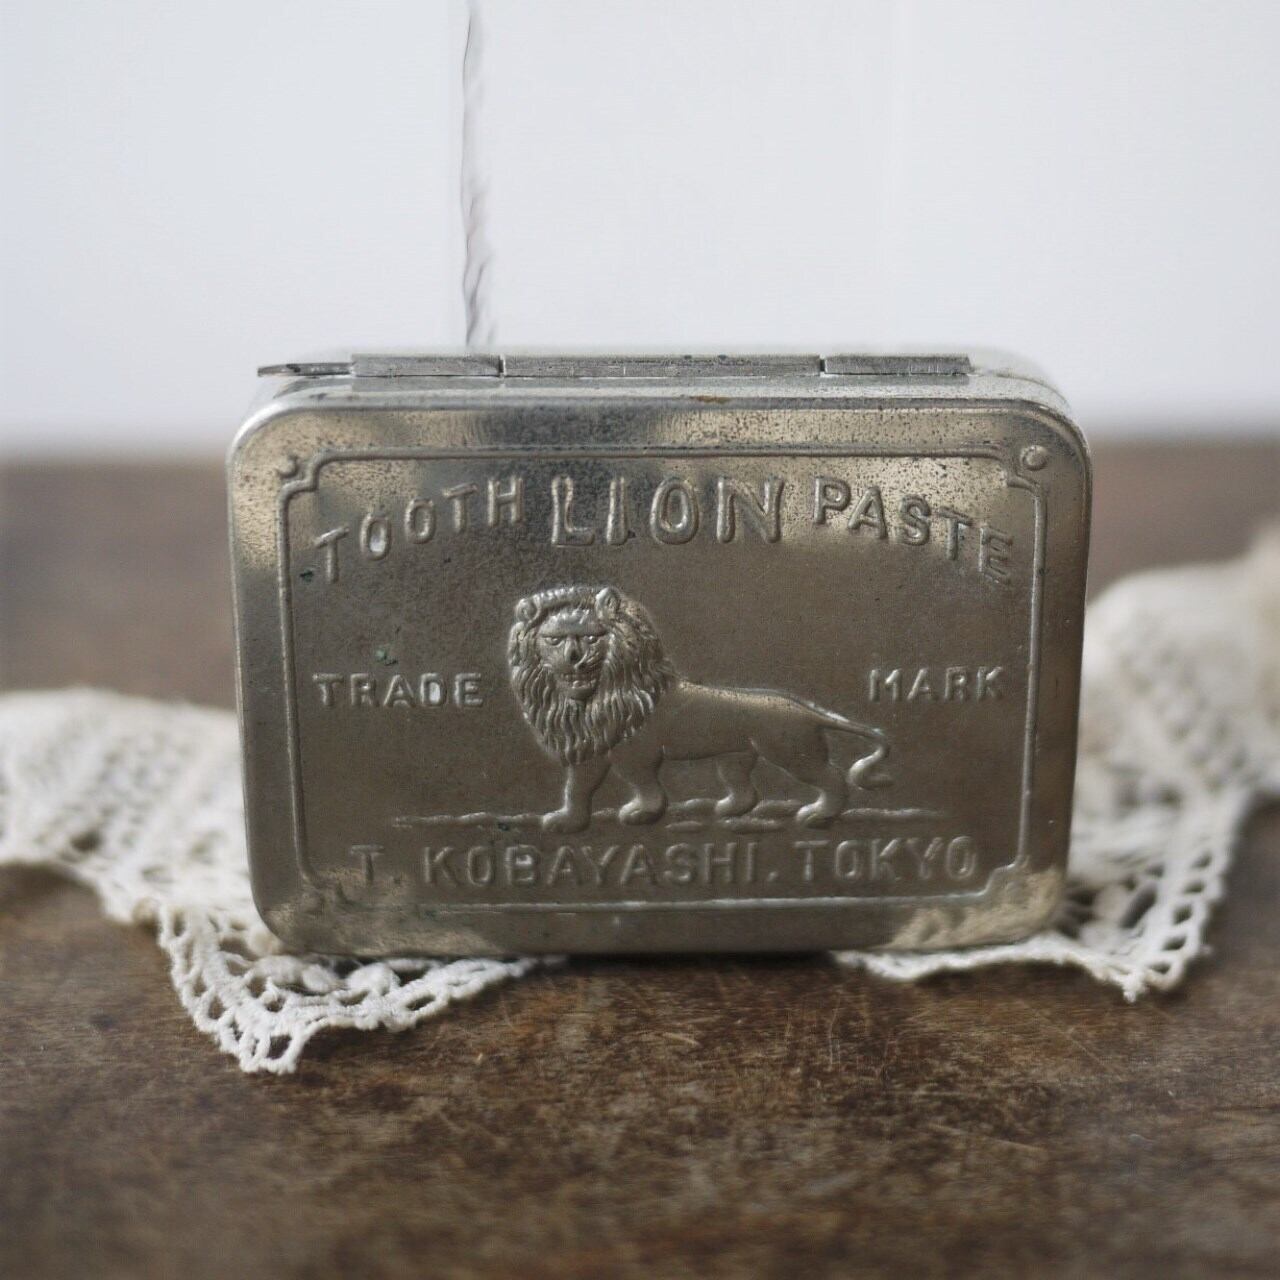 TOOTH LION PASTE
TRADE MARK
T. KOBAYASHI. TOKYO